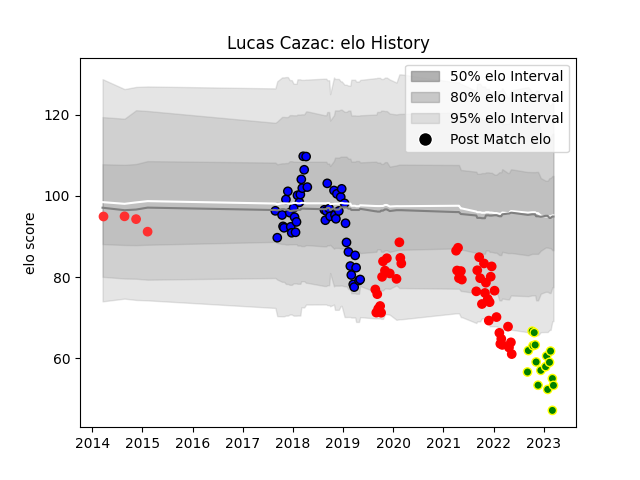 Lucas Cazac: elo History
50% elo Interval
80% elo Interval
95% elo Interval
Post Match elo
elo score
120
100
80
60
2014 2015 2016 2017 2018 2019 2020 2021 2022 2023